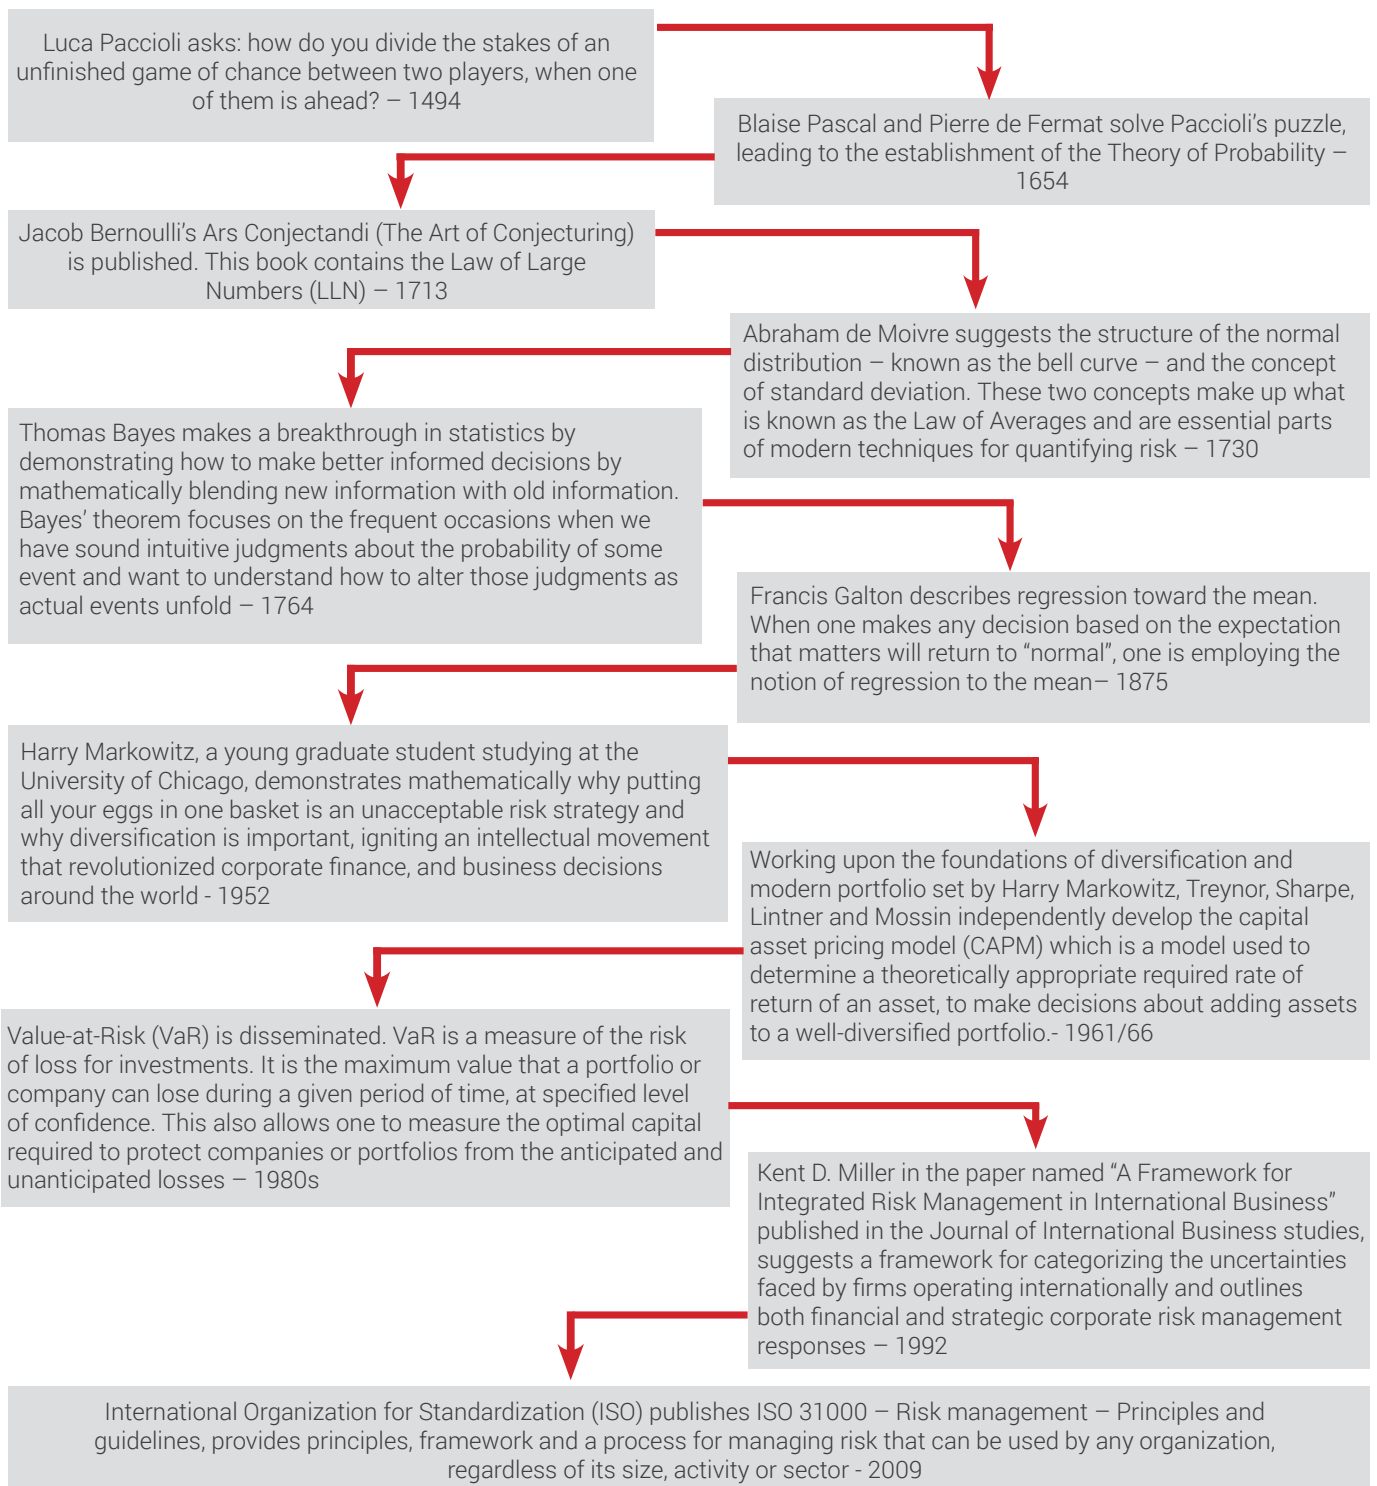 Luca Paccioli asks: how do you divide the stakes of an
unfinished game of chance between two players, when one
of them is ahead? – 1494
Blaise Pascal and Pierre de Fermat solve Paccioli’s puzzle,
leading to the establishment of the Theory of Probability –
1654
Jacob Bernoulli’s Ars Conjectandi (The Art of Conjecturing)
is published. This book contains the Law of Large
Numbers (LLN) – 1713
Abraham de Moivre suggests the structure of the normal
distribution – known as the bell curve – and the concept
of standard deviation. These two concepts make up what
is known as the Law of Averages and are essential parts
of modern techniques for quantifying risk – 1730
Thomas Bayes makes a breakthrough in statistics by
demonstrating how to make better informed decisions by
mathematically blending new information with old information.
Bayes’ theorem focuses on the frequent occasions when we
have sound intuitive judgments about the probability of some
event and want to understand how to alter those judgments as
actual events unfold – 1764
Francis Galton describes regression toward the mean.
When one makes any decision based on the expectation
that matters will return to “normal”, one is employing the
notion of regression to the mean– 1875
Harry Markowitz, a young graduate student studying at the
University of Chicago, demonstrates mathematically why putting
all your eggs in one basket is an unacceptable risk strategy and
why diversification is important, igniting an intellectual movement
that revolutionized corporate finance, and business decisions
around the world - 1952
Working upon the foundations of diversification and
modern portfolio set by Harry Markowitz, Treynor, Sharpe,
Lintner and Mossin independently develop the capital
asset pricing model (CAPM) which is a model used to
determine a theoretically appropriate required rate of
return of an asset, to make decisions about adding assets
to a well-diversified portfolio.- 1961/66
Value-at-Risk (VaR) is disseminated. VaR is a measure of the risk
of loss for investments. It is the maximum value that a portfolio or
company can lose during a given period of time, at specified level
of confidence. This also allows one to measure the optimal capital
required to protect companies or portfolios from the anticipated and
unanticipated losses – 1980s
Kent D. Miller in the paper named “A Framework for
Integrated Risk Management in International Business”
published in the Journal of International Business studies,
suggests a framework for categorizing the uncertainties
faced by firms operating internationally and outlines
both financial and strategic corporate risk management
responses – 1992
International Organization for Standardization (ISO) publishes ISO 31000 – Risk management – Principles and
guidelines, provides principles, framework and a process for managing risk that can be used by any organization,
regardless of its size, activity or sector - 2009